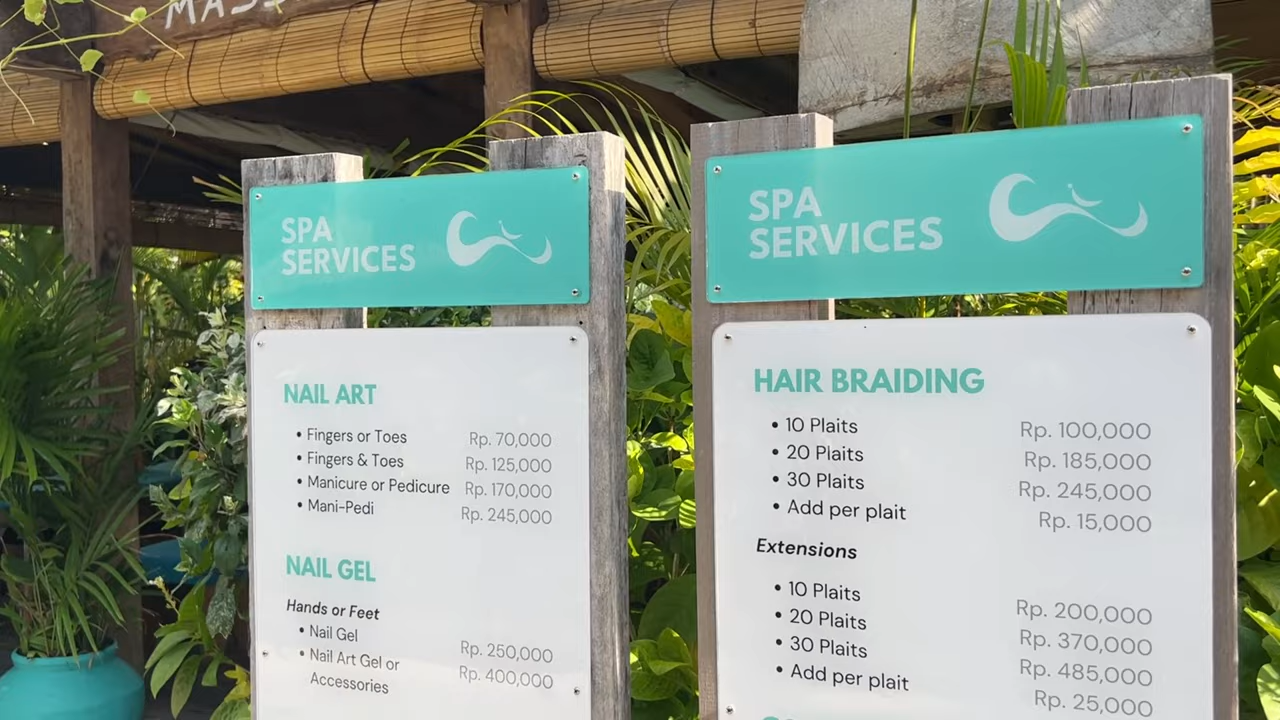 SPA
SERVICES
NAIL ART
• Fingers or Toes Rp. 70,000
• Fingers & Toes Rp. 125,000
• Manicure or Pedicure Rp. 170,000
• Mani-Pedi Rp. 245,000
NAIL GEL
Hands or Feet
• Nail Gel Rp. 250,000
• Nail Art Gel or Rp. 400,000
Accessories
SPA
SERVICES
HAIR BRAIDING
• 10 Plaits Rp. 100,000
• 20 Plaits Rp. 185,000
• 30 Plaits Rp. 245,000
• Add per plait Rp. 15,000
Extensions
• 10 Plaits Rp. 200,000
• 20 Plaits Rp. 370,000
• 30 Plaits Rp. 485,000
• Add per plait Rp. 25,000